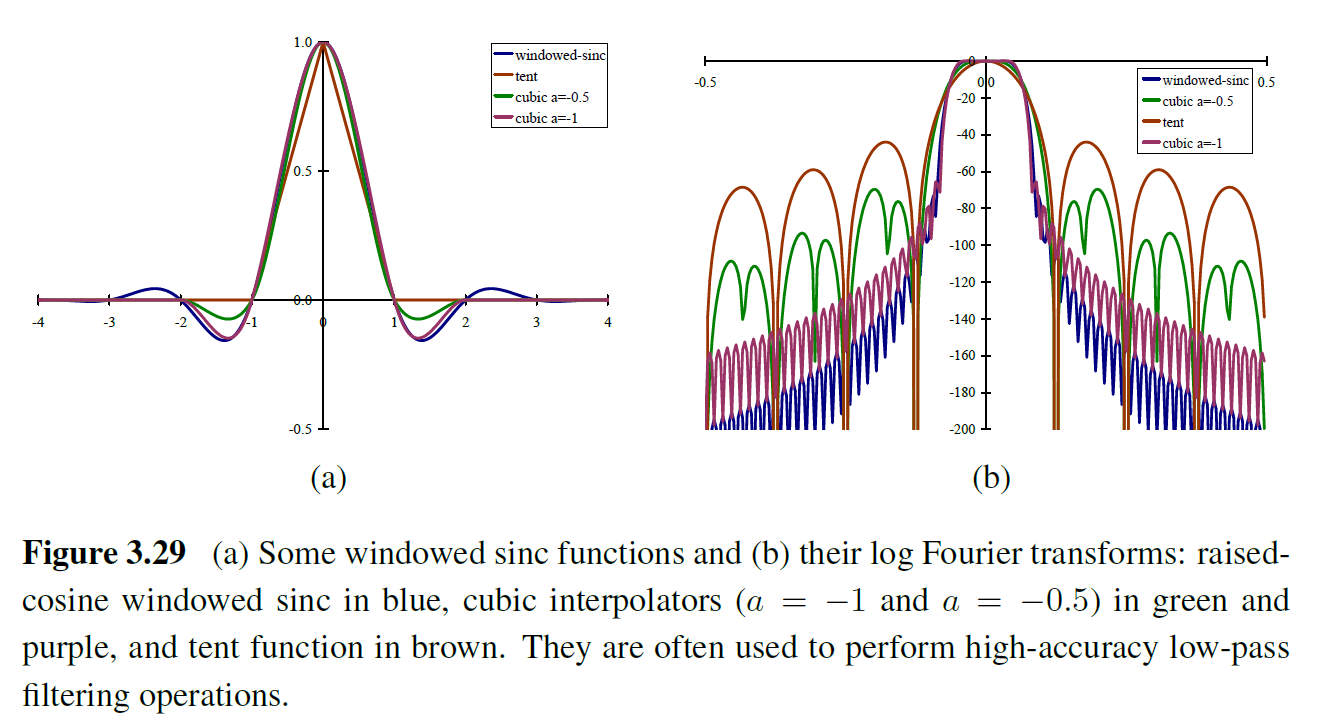 1.0
0.5
0.0
-0.5
-4
-3
-2
-1
0
1
2
3
4
windowed-sinc
tent
cubic a=-0.5
cubic a=-1
(a)
-0.5
0.0
0.5
0
-20
-40
-60
-80
-100
-120
-140
-160
-180
-200
windowed-sinc
cubic a=-0.5
tent
cubic a=-1
(b)
Figure 3.29 (a) Some windowed sinc functions and (b) their log Fourier transforms: raised-
cosine windowed sinc in blue, cubic interpolators (a = −1 and a = −0.5) in green and
purple, and tent function in brown. They are often used to perform high-accuracy low-pass
filtering operations.